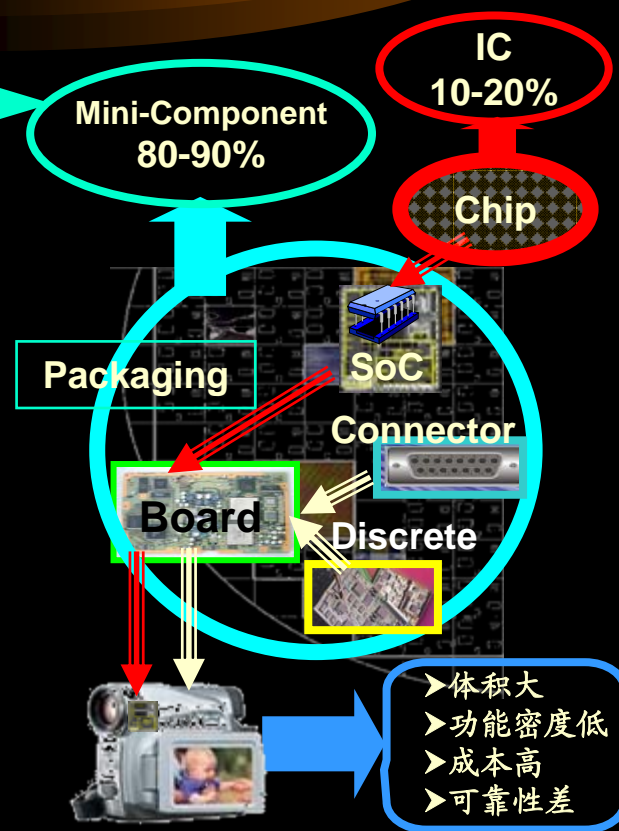 IC
10-20%
Mini-Component
80-90%
Chip
SoC
Packaging
Connector
Board
Discrete
➤体积大
➤功能密度低
➤成本高
➤可靠性差